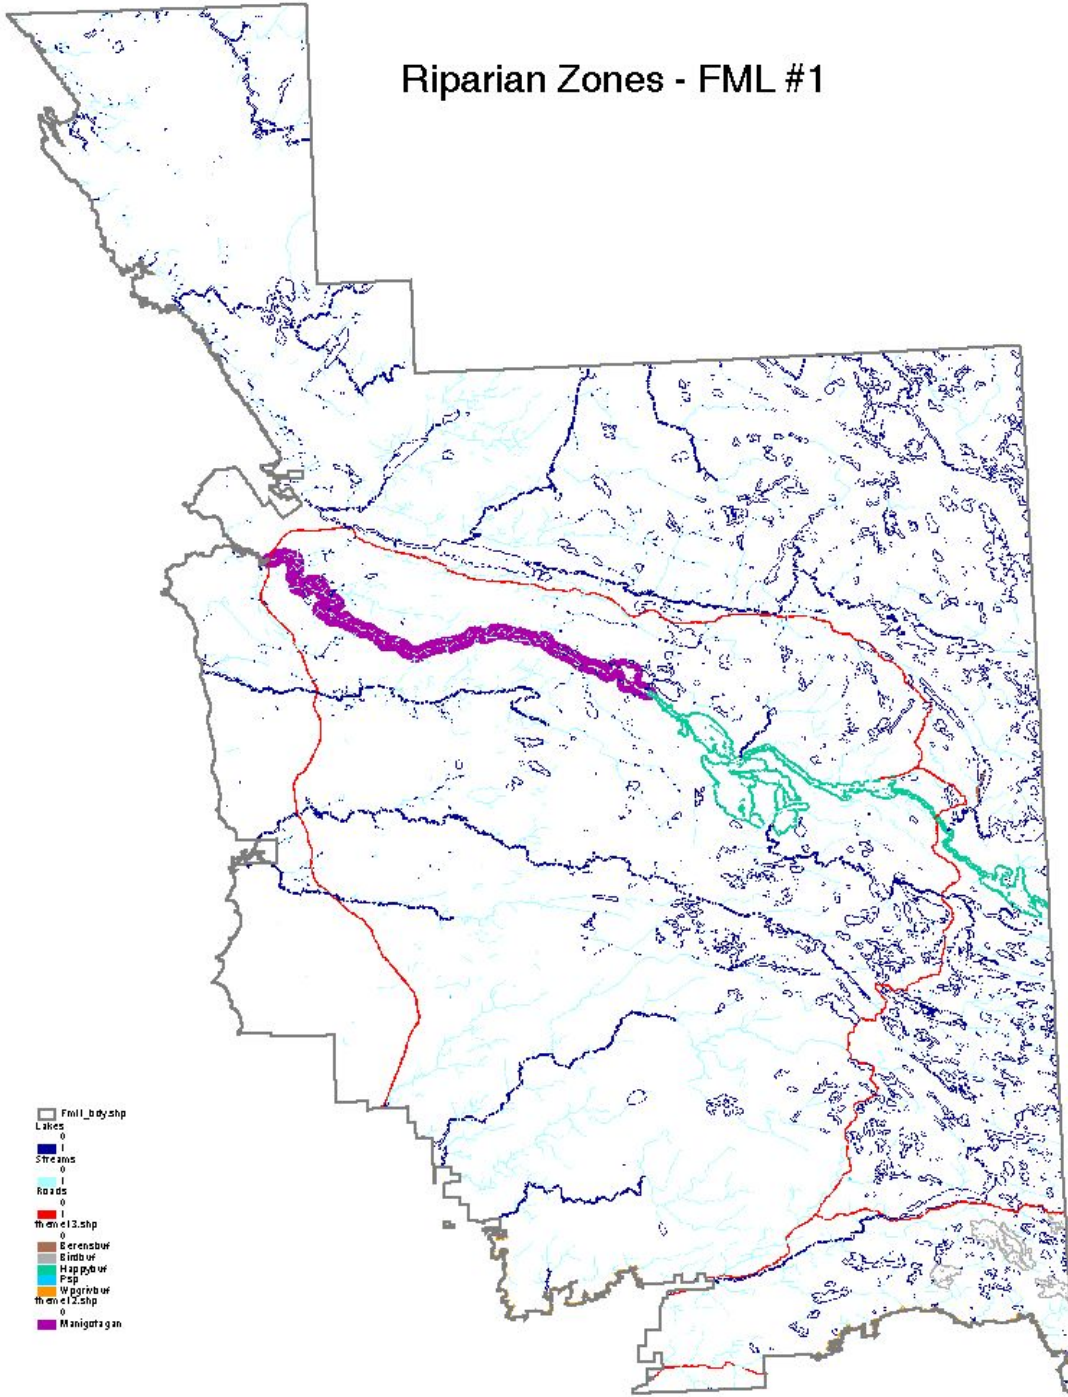 Riparian Zones - FML #1
Fml1_bdy.shp
Lakes
0
1
Streams
0
1
Roads
0
1
theme13.shp
0
Berensbuf
Birdbuf
Happybuf
Psp
Wpgrivbuf
theme12.shp
0
Manigotagan